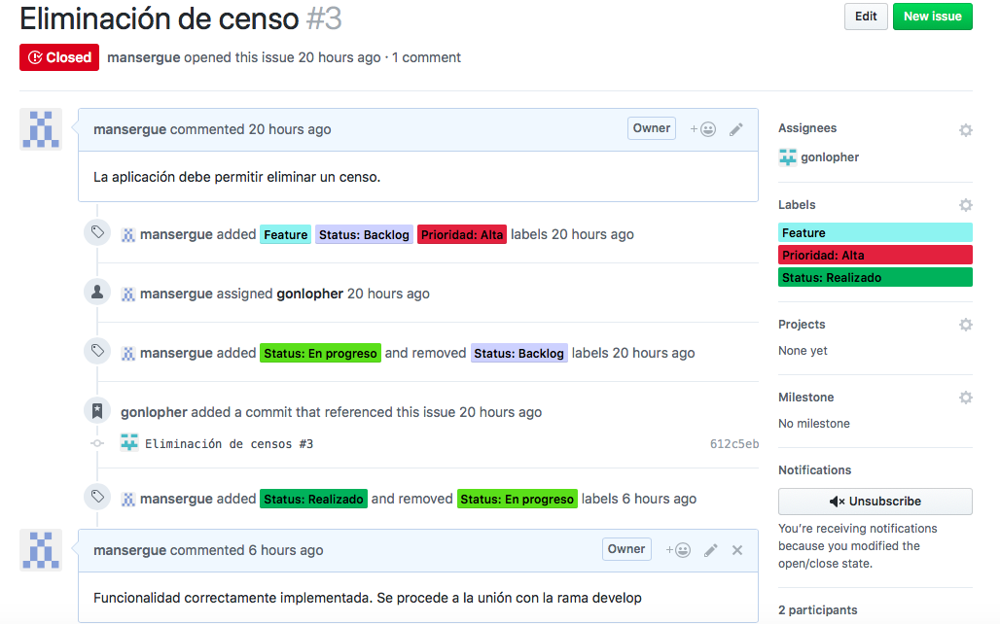 Eliminación de censo #3
Edit
New issue
Closed
mansergue opened this issue 20 hours ago · 1 comment
mansergue commented 20 hours ago
Owner
La aplicación debe permitir eliminar un censo.
mansergue added Feature Status: Backlog Prioridad: Alta labels 20 hours ago
mansergue assigned gonlopher 20 hours ago
mansergue added Status: En progreso and removed Status: Backlog labels 20 hours ago
gonlopher added a commit that referenced this issue 20 hours ago
Eliminación de censos #3
612c5eb
mansergue added Status: Realizado and removed Status: En progreso labels 6 hours ago
mansergue commented 6 hours ago
Owner
Funcionalidad correctamente implementada. Se procede a la unión con la rama develop
Assignees
gonlopher
Labels
Feature
Prioridad: Alta
Status: Realizado
Projects
None yet
Milestone
No milestone
Notifications
Unsubscribe
You're receiving notifications
because you modified the
open/close state.
2 participants